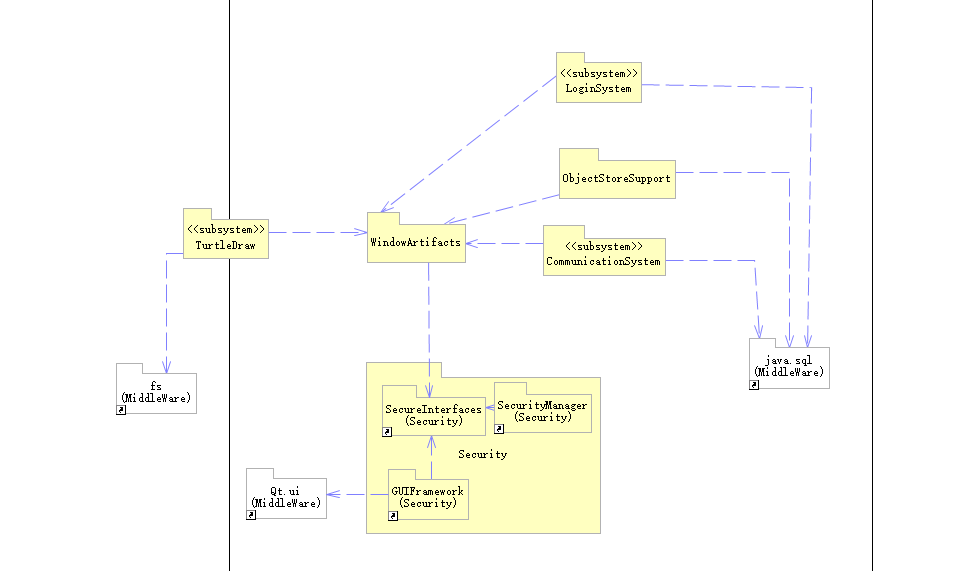 <<subsystem>>
LoginSystem
ObjectStoreSupport
<<subsystem>>
TurtleDraw
WindowArtifacts
<<subsystem>>
CommunicationSystem
java.sql
(MiddleWare)
fs
(MiddleWare)
SecureInterfaces
(Security)
SecurityManager
(Security)
Security
Qt.ui
(MiddleWare)
GUIFramework
(Security)